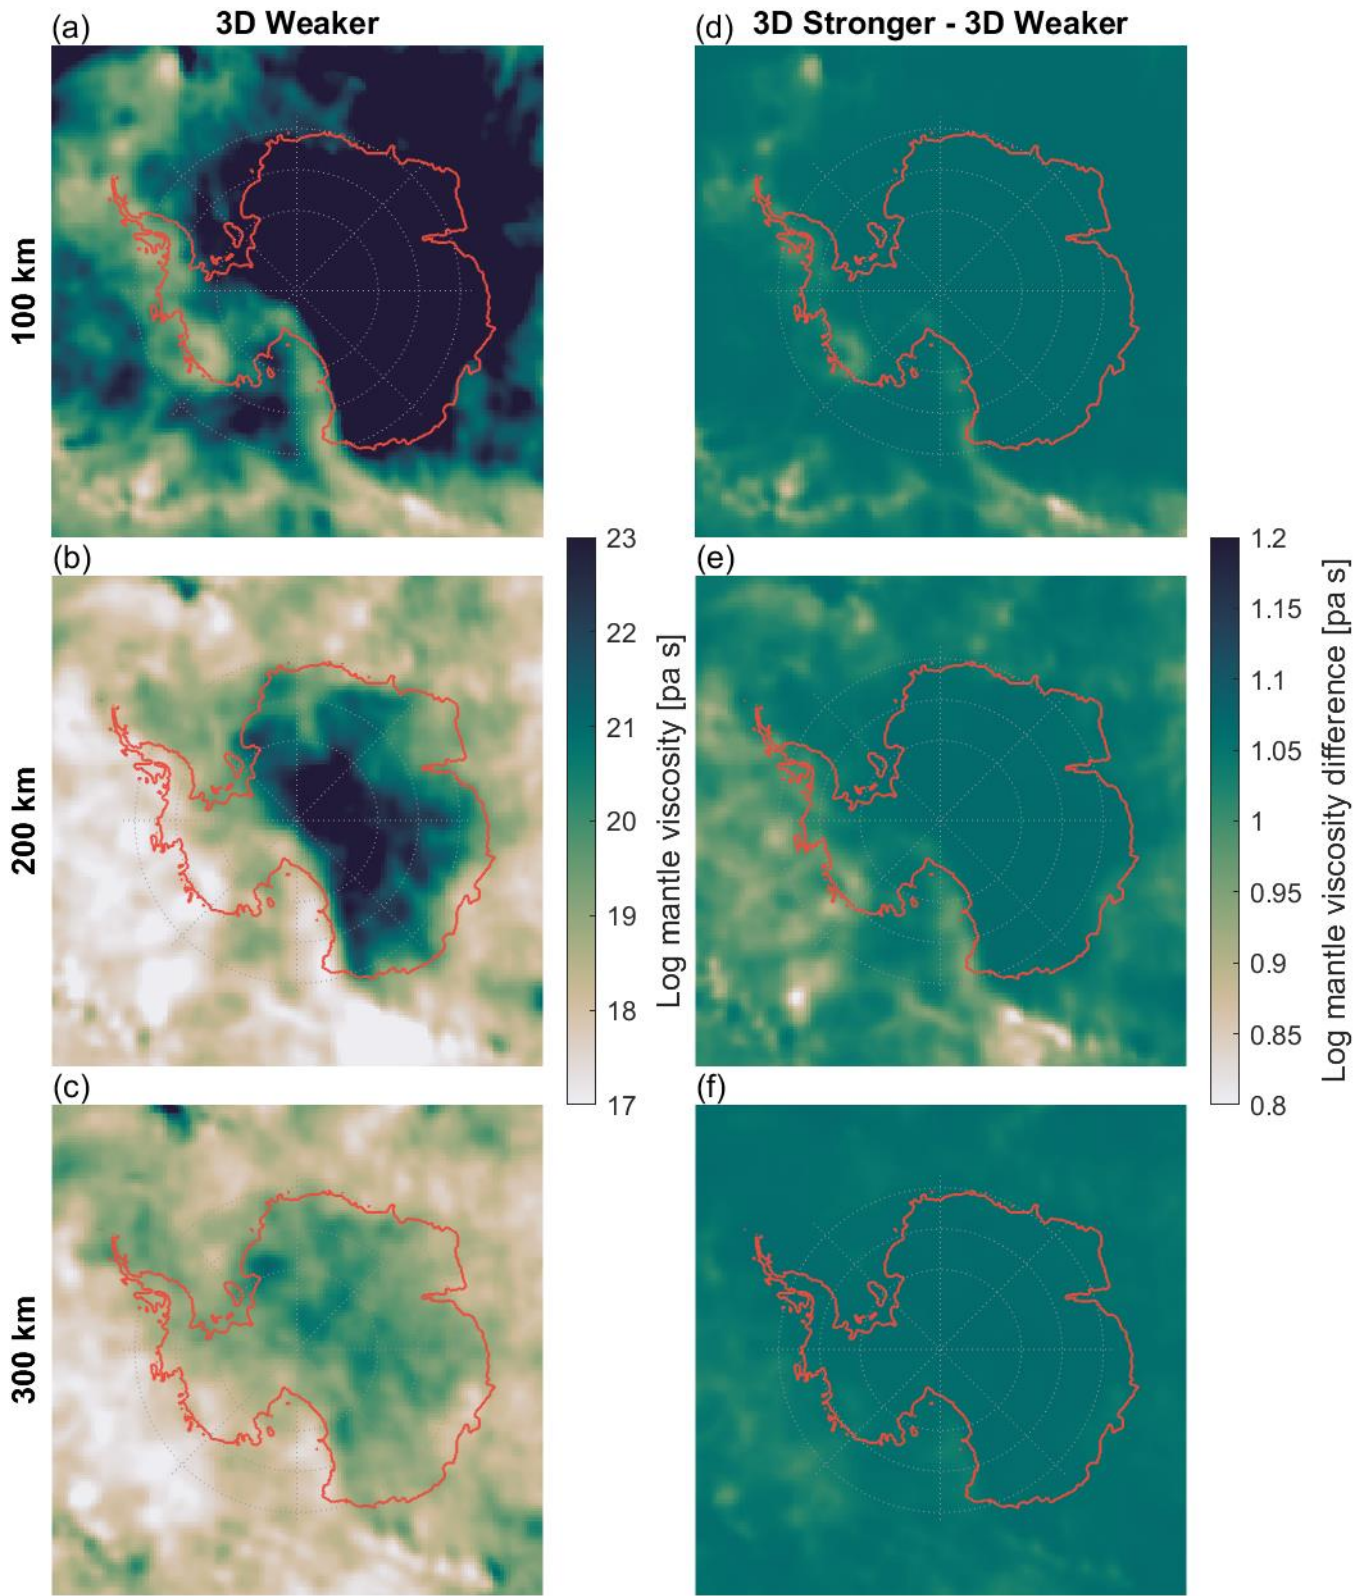 (a)
3D Weaker
(d)
3D Stronger - 3D Weaker
100 km
(b)
(e)
200 km
23
22
21
20
19
18
17
Log mantle viscosity [pa s]
1.2
1.15
1.1
1.05
1
0.95
0.9
0.85
0.8
Log mantle viscosity difference [pa s]
(c)
(f)
300 km